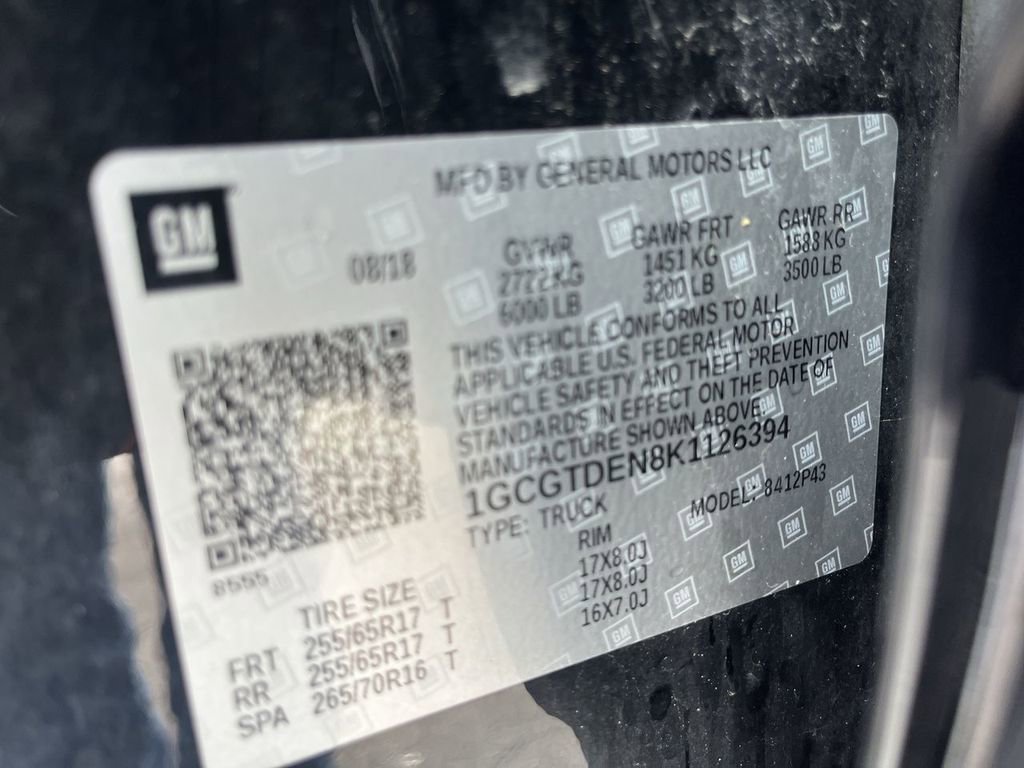 GM
MFD BY GENERAL MOTORS LLC
08/18
GVWR GAWR FRT GAWR RR
2722 KG 1451 KG 1588 KG
6000 LB 3200 LB 3500 LB
THIS VEHICLE CONFORMS TO ALL
APPLICABLE U.S. FEDERAL MOTOR
VEHICLE SAFETY AND THEFT PREVENTION
STANDARDS IN EFFECT ON THE DATE OF
MANUFACTURE SHOWN ABOVE.
1GCGTDEN8K1126394
TYPE: TRUCK MODEL: 8412P43
8555
TIRE SIZE RIM
FRT 255/65R17 T 17X8.0J
RR 255/65R17 T 17X8.0J
SPA 265/70R16 T 16X7.0J